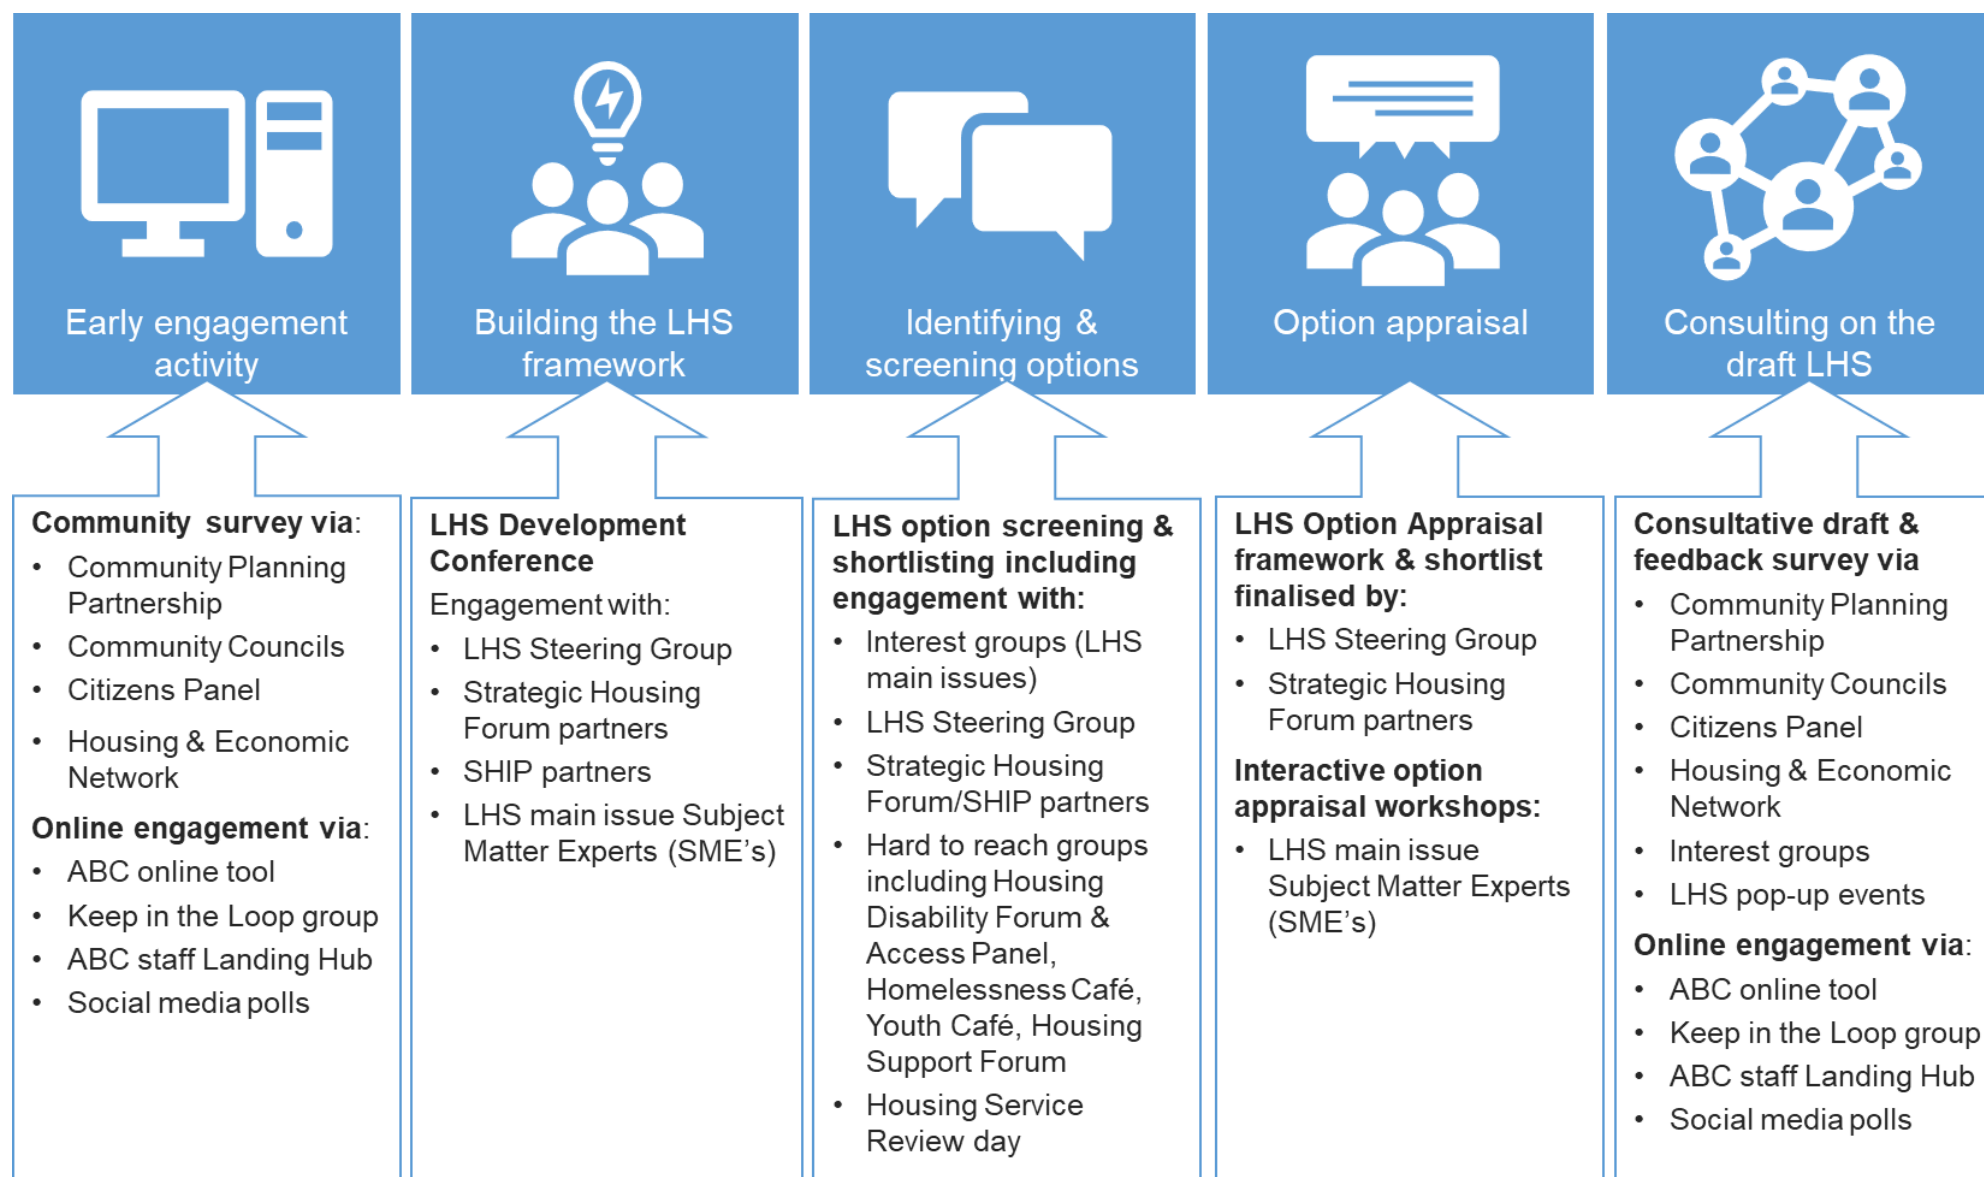 Early engagement
activity
Building the LHS
framework
Identifying &
screening options
Option appraisal
Consulting on the
draft LHS
Community survey via:
• Community Planning
Partnership
• Community Councils
• Citizens Panel
• Housing & Economic
Network
Online engagement via:
• ABC online tool
• Keep in the Loop group
• ABC staff Landing Hub
• Social media polls
LHS Development
Conference
Engagement with:
• LHS Steering Group
• Strategic Housing
Forum partners
• SHIP partners
• LHS main issue Subject
Matter Experts (SME's)
LHS option screening &
shortlisting including
engagement with:
• Interest groups (LHS
main issues)
• LHS Steering Group
• Strategic Housing
Forum/SHIP partners
• Hard to reach groups
including Housing
Disability Forum &
Access Panel,
Homelessness Café,
Youth Café, Housing
Support Forum
• Housing Service
Review day
LHS Option Appraisal
framework & shortlist
finalised by:
• LHS Steering Group
• Strategic Housing
Forum partners
Interactive option
appraisal workshops:
• LHS main issue
Subject Matter Experts
(SME's)
Consultative draft &
feedback survey via
• Community Planning
Partnership
• Community Councils
• Citizens Panel
• Housing & Economic
Network
• Interest groups
• LHS pop-up events
Online engagement via:
• ABC online tool
• Keep in the Loop group
• ABC staff Landing Hub
• Social media polls